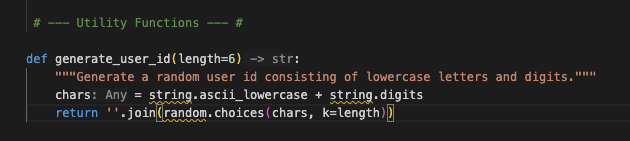 # --- Utility Functions --- #
def generate_user_id(length=6) -> str:
"""Generate a random user id consisting of lowercase letters and digits."""
chars: Any = string.ascii_lowercase + string.digits
return ''.join(random.choices(chars, k=length))